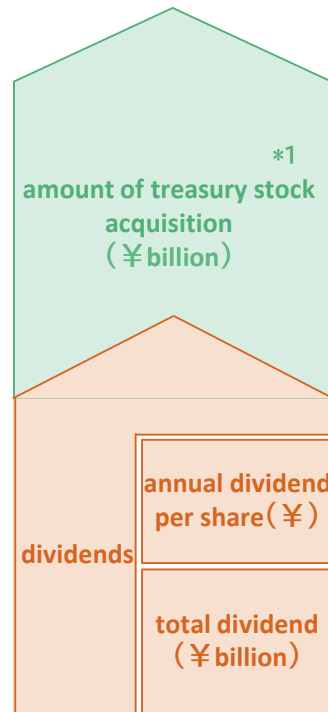 *1
amount of treasury stock
acquisition
(¥billion)
dividends
annual dividend
per share(¥)
total dividend
(¥billion)